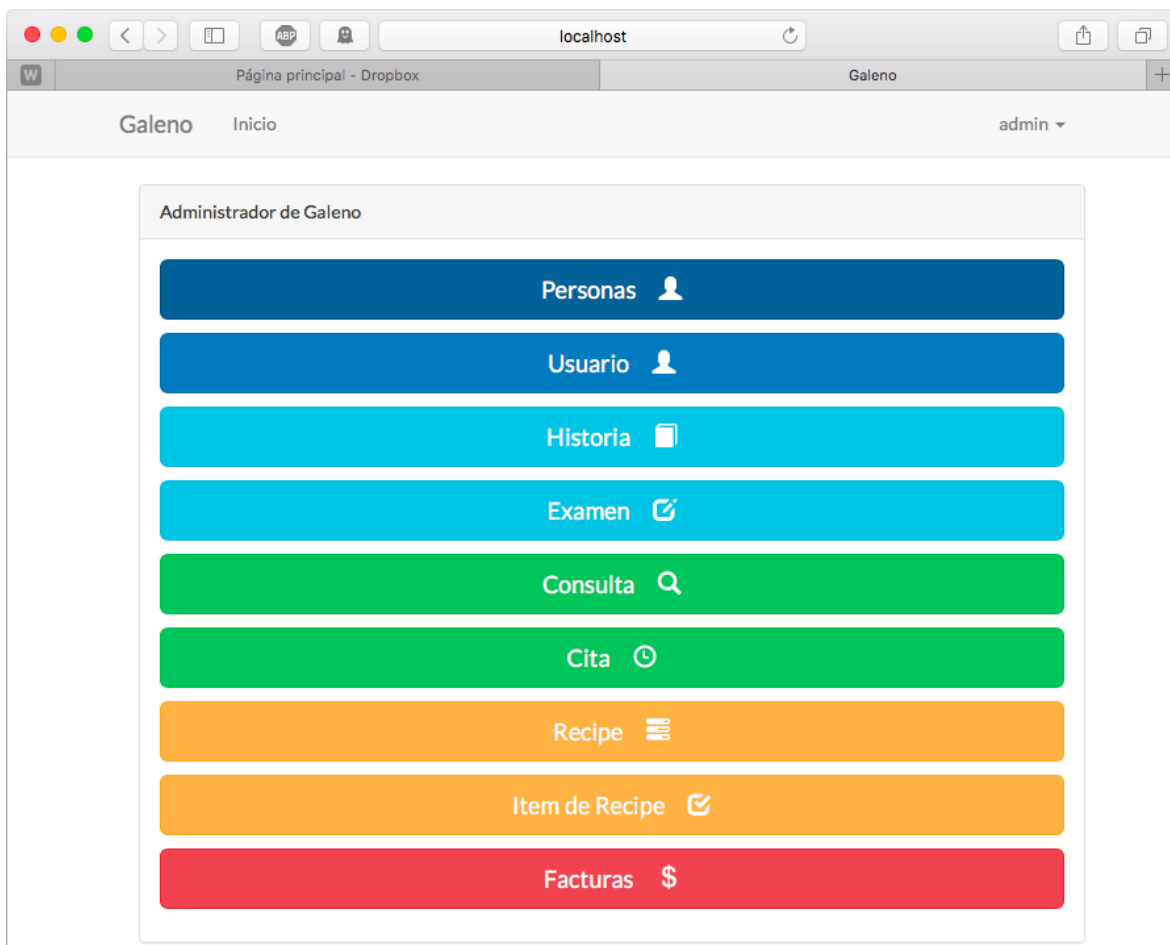 ABP localhost
W Página principal - Dropbox Galeno
Galeno Inicio admin
Administrador de Galeno
Personas
Usuario
Historia
Examen
Consulta
Cita
Recipe
Item de Recipe
Facturas $